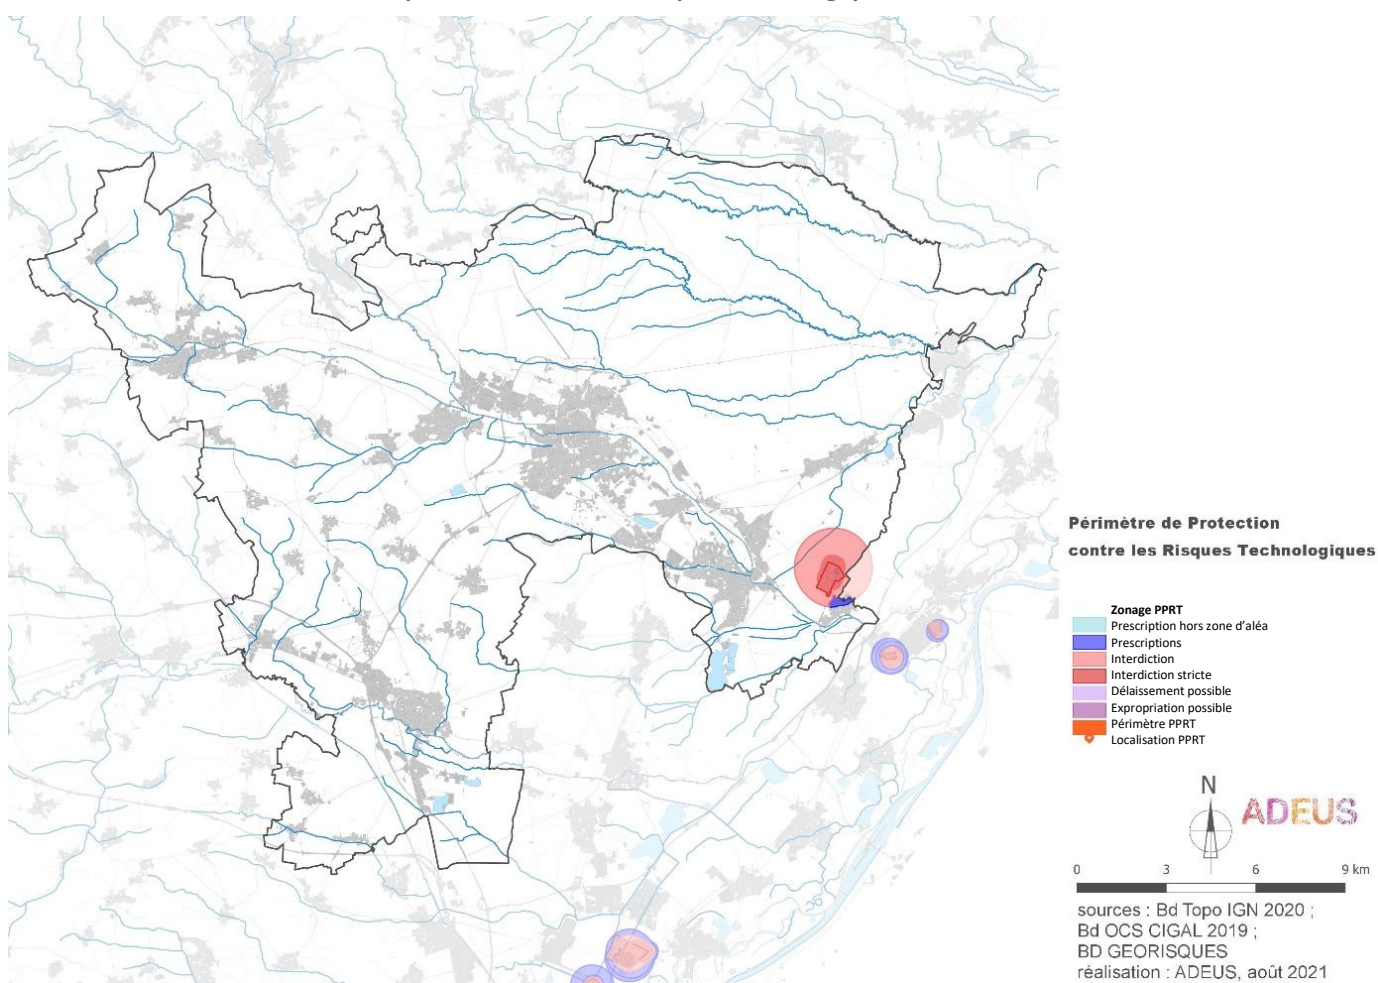 Périmètre de Protection
contre les Risques Technologiques
Zonage PPRT
Prescription hors zone d'aléa
Prescriptions
Interdiction
Interdiction stricte
Délaissement possible
Expropriation possible
Périmètre PPRT
Localisation PPRT
N
ADEUS
0 3 6 9 km
sources : Bd Topo IGN 2020 ;
Bd OCS CIGAL 2019 ;
BD GEORISQUES
réalisation : ADEUS, août 2021